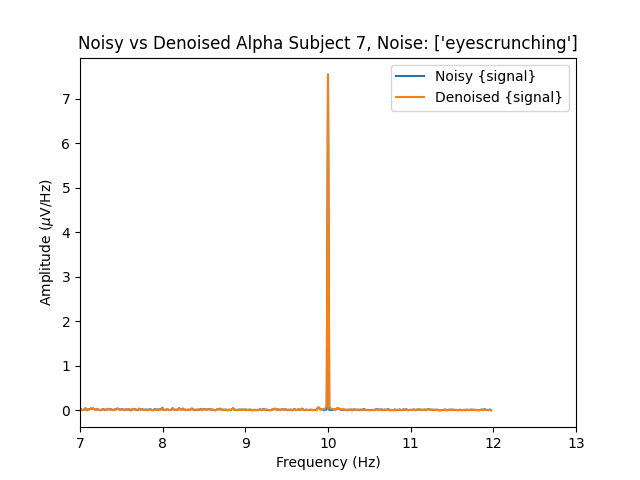 Noisy vs Denoised Alpha Subject 7, Noise: ['eyescrunching']
Noisy {signal}
Denoised {signal}
Amplitude (μV/Hz)
7
6
5
4
3
2
1
0
7 8 9 10 11 12 13
Frequency (Hz)